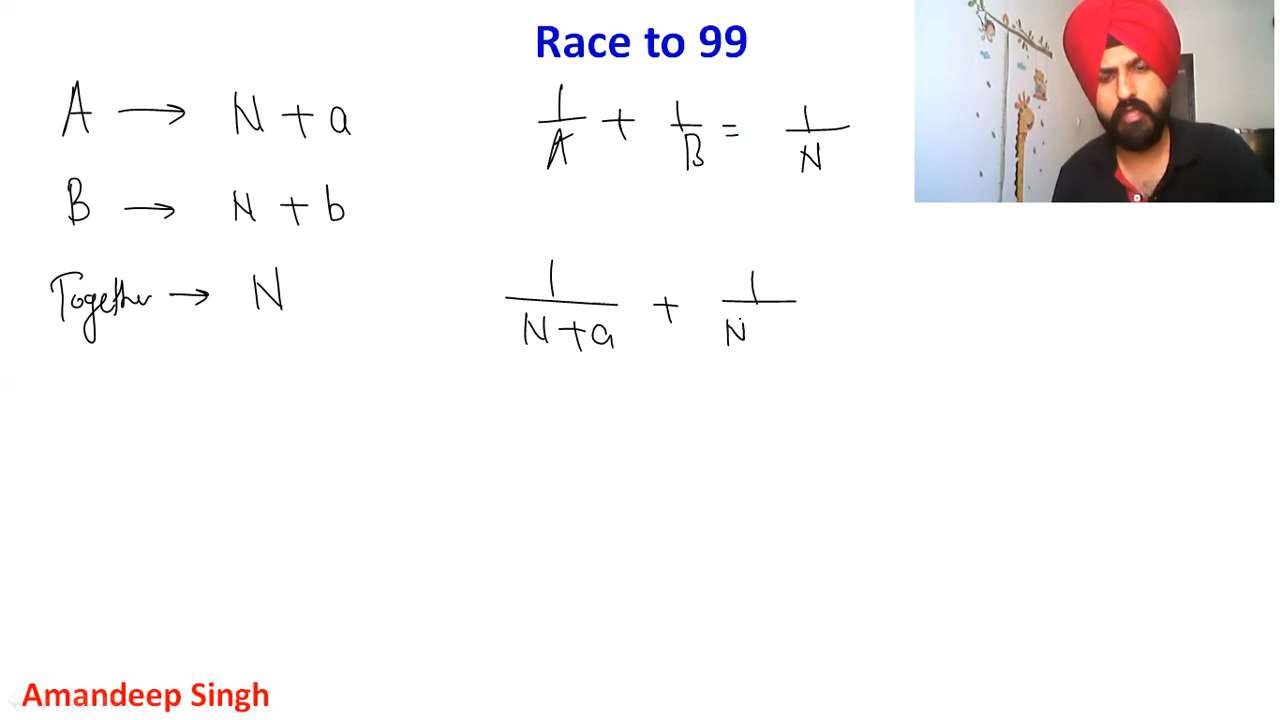 Race to 99
A → N + a
1/A + 1/B = 1/N
B → N + b
Together → N
1/(N+a) + 1/N
Amandeep Singh